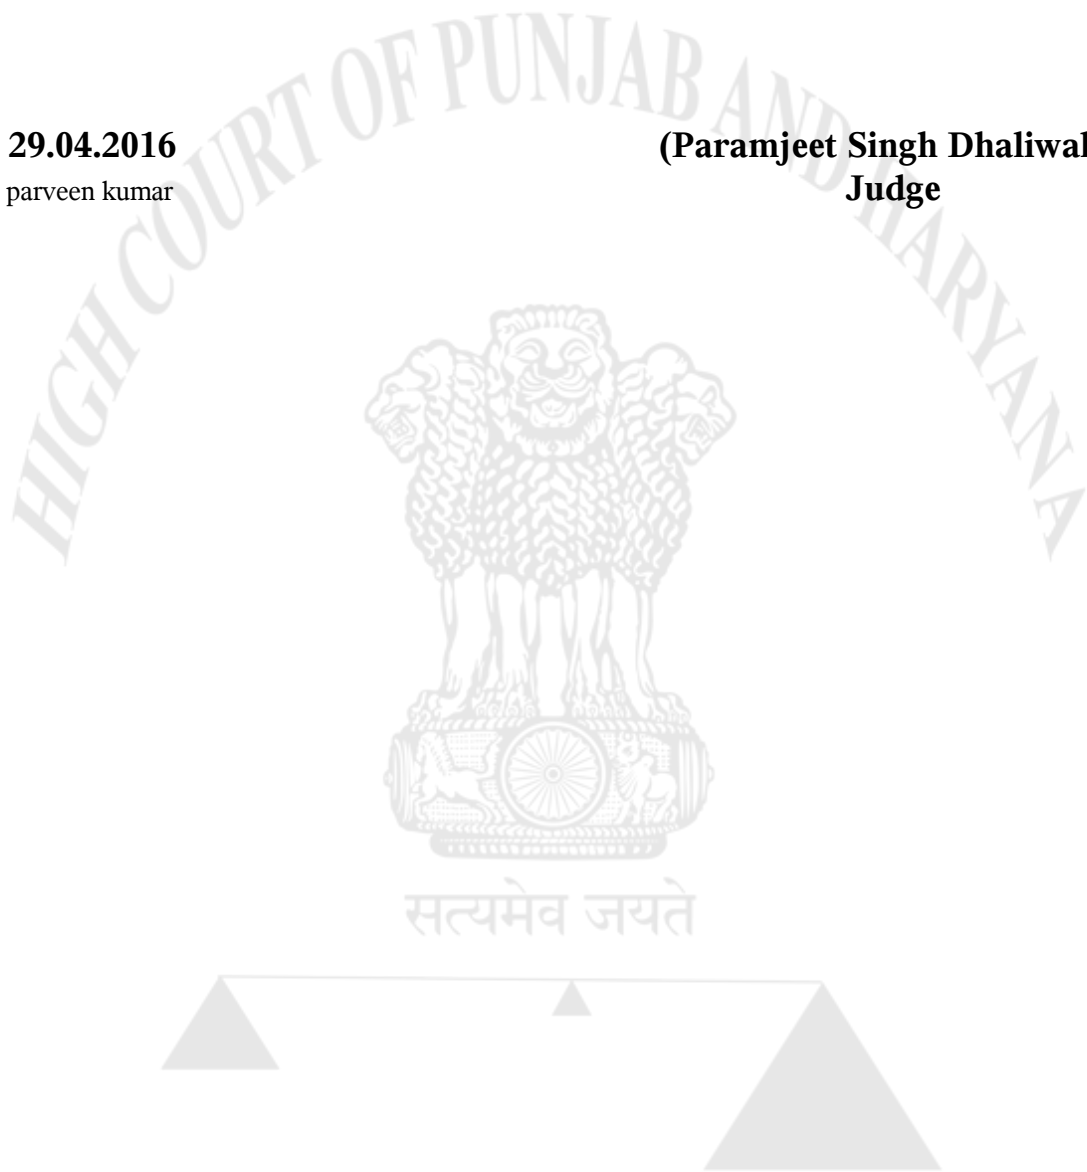 HIGH COURT OF PUNJAB AND HARYANA
29.04.2016 (Paramjeet Singh Dhaliwal
parveen kumar Judge
सत्यमेव जयते